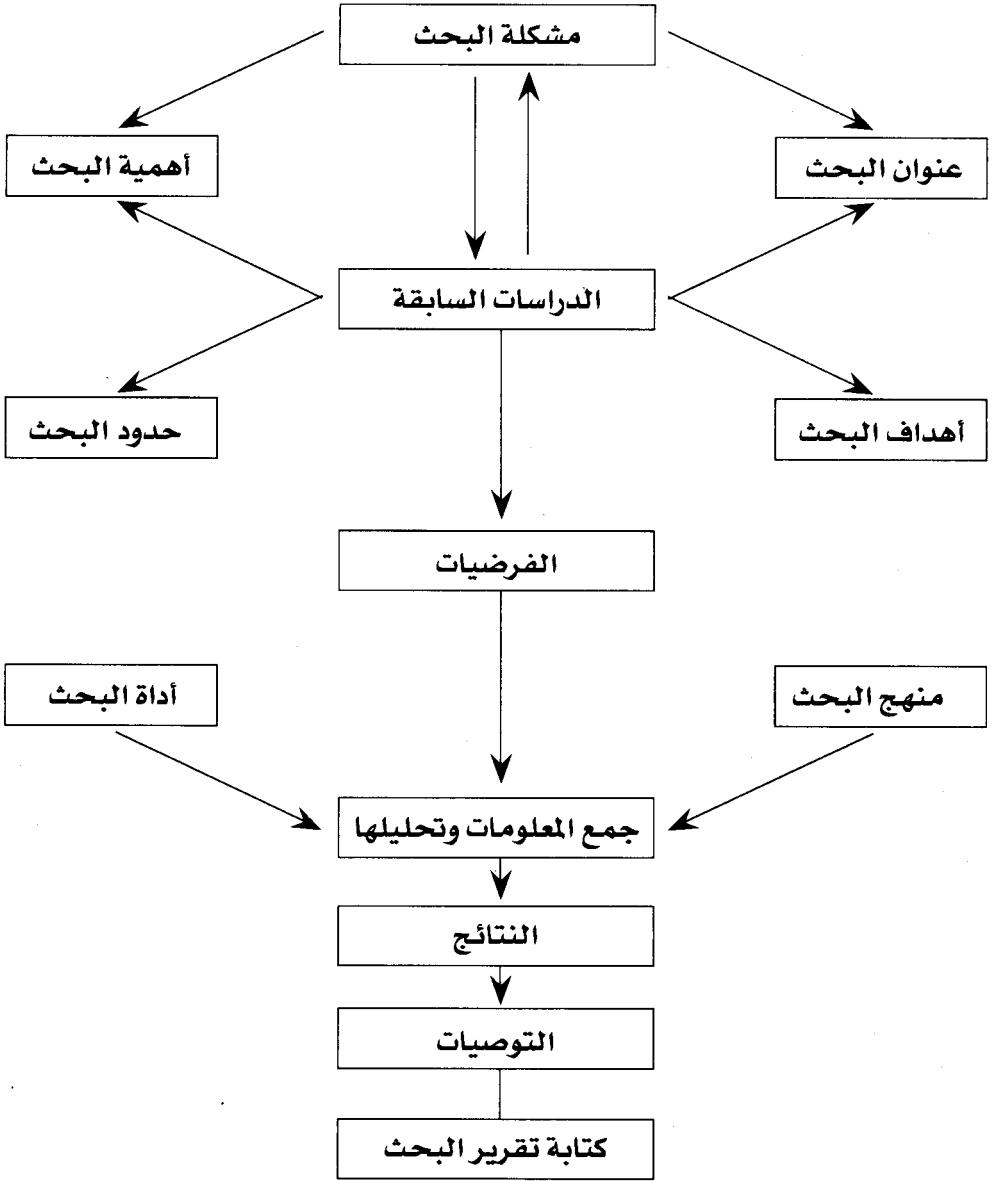 مشكلة البحث
عنوان البحث
أهمية البحث
الدراسات السابقة
أهداف البحث
حدود البحث
الفرضيات
منهج البحث
أداة البحث
جمع المعلومات وتحليلها
النتائج
التوصيات
كتابة تقرير البحث